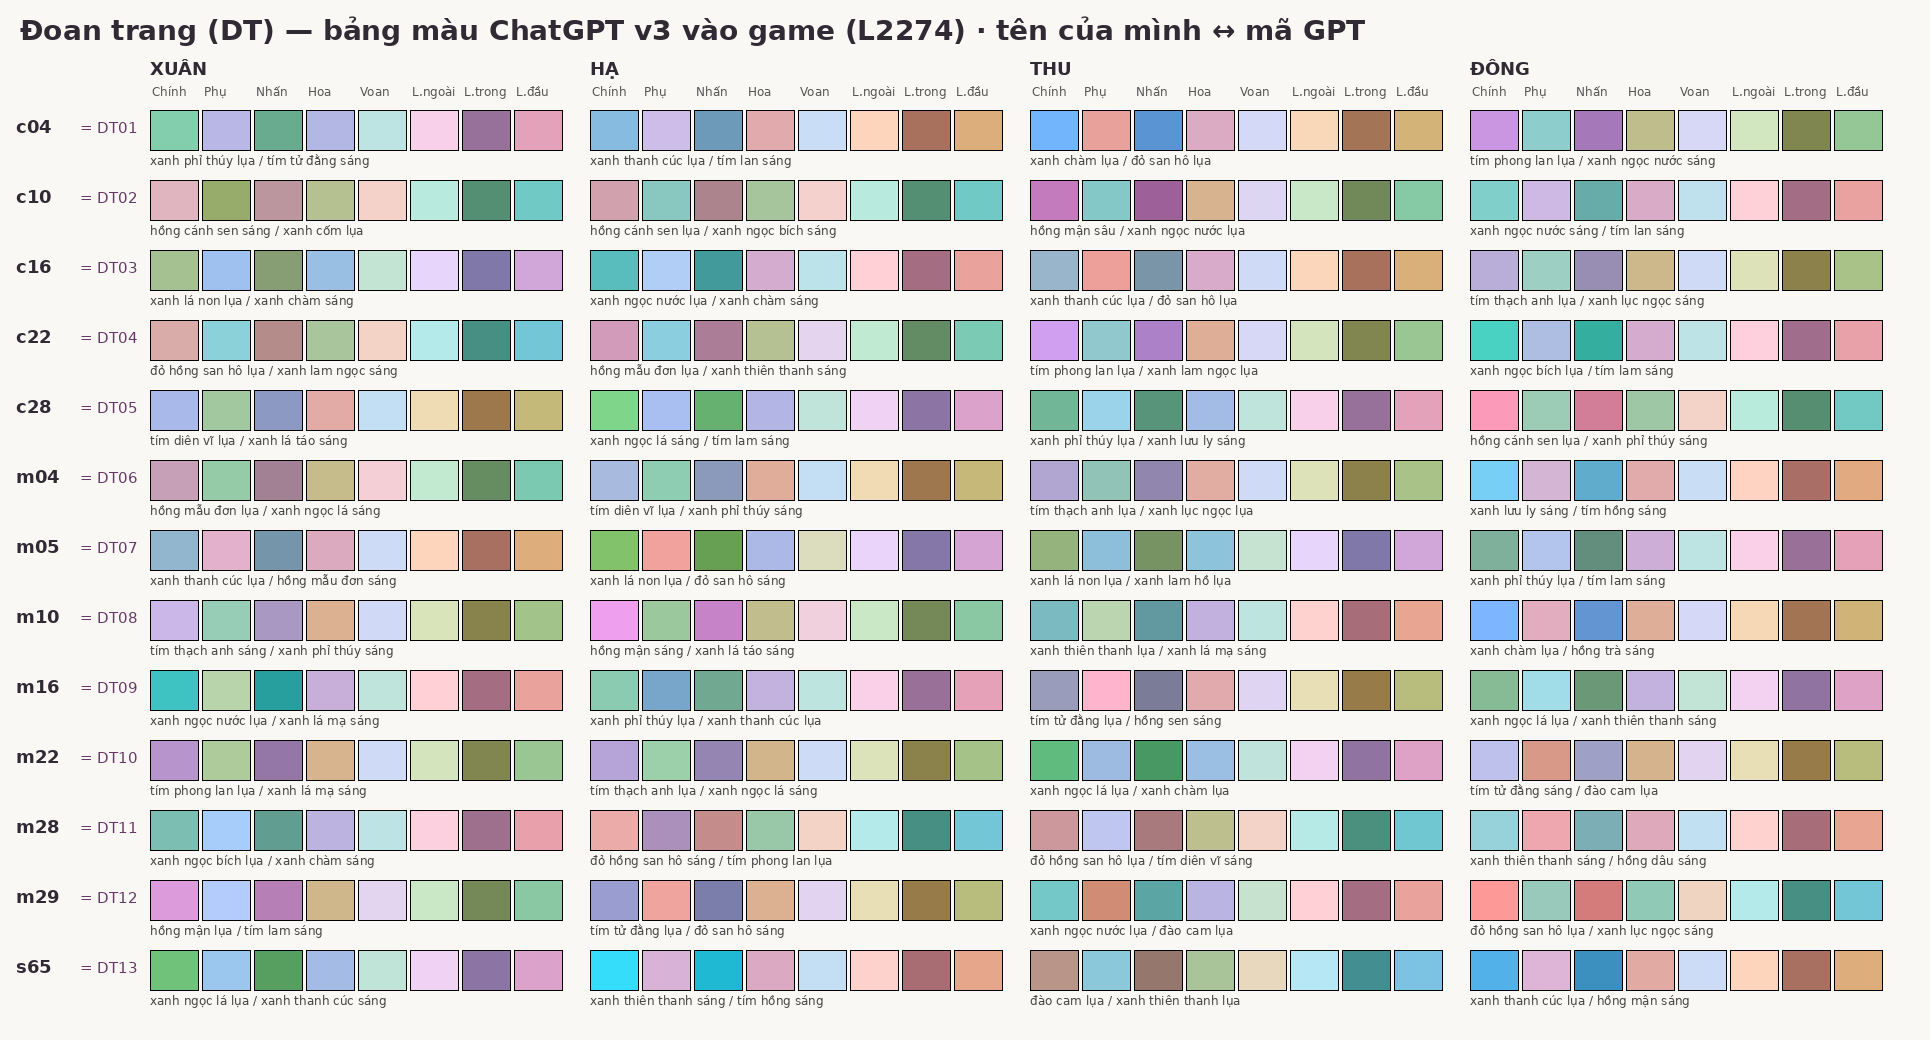 Đoan trang (DT) — bảng màu ChatGPT v3 vào game (L2274) · tên của mình ↔ mã GPT
XUÂN HẠ THU ĐÔNG
Chính Phụ Nhấn Hoa Voan L.ngoài L.trong L.đầu Chính Phụ Nhấn Hoa Voan L.ngoài L.trong L.đầu Chính Phụ Nhấn Hoa Voan L.ngoài L.trong L.đầu Chính Phụ Nhấn Hoa Voan L.ngoài L.trong L.đầu
c04 = DT01
xanh phỉ thúy lụa / tím tử đằng sáng xanh thanh cúc lụa / tím lan sáng xanh chàm lụa / đỏ san hô lụa tím phong lan lụa / xanh ngọc nước sáng
c10 = DT02
hồng cánh sen sáng / xanh cốm lụa hồng cánh sen lụa / xanh ngọc bích sáng hồng mận sâu / xanh ngọc nước lụa xanh ngọc nước sáng / tím lan sáng
c16 = DT03
xanh lá non lụa / xanh chàm sáng xanh ngọc nước lụa / xanh chàm sáng xanh thanh cúc lụa / đỏ san hô lụa tím thạch anh lụa / xanh lục ngọc sáng
c22 = DT04
đỏ hồng san hô lụa / xanh lam ngọc sáng hồng mẫu đơn lụa / xanh thiên thanh sáng tím phong lan lụa / xanh lam ngọc lụa xanh ngọc bích lụa / tím lam sáng
c28 = DT05
tím diên vĩ lụa / xanh lá táo sáng xanh ngọc lá sáng / tím lam sáng xanh phỉ thúy lụa / xanh lưu ly sáng hồng cánh sen lụa / xanh phỉ thúy sáng
m04 = DT06
hồng mẫu đơn lụa / xanh ngọc lá sáng tím diên vĩ lụa / xanh phỉ thúy sáng tím thạch anh lụa / xanh lục ngọc lụa xanh lưu ly sáng / tím hồng sáng
m05 = DT07
xanh thanh cúc lụa / hồng mẫu đơn sáng xanh lá non lụa / đỏ san hô sáng xanh lá non lụa / xanh lam hồ lụa xanh phỉ thúy lụa / tím lam sáng
m10 = DT08
tím thạch anh sáng / xanh phỉ thúy sáng hồng mận sáng / xanh lá táo sáng xanh thiên thanh lụa / xanh lá mạ sáng xanh chàm lụa / hồng trà sáng
m16 = DT09
xanh ngọc nước lụa / xanh lá mạ sáng xanh phỉ thúy lụa / xanh thanh cúc lụa tím tử đằng lụa / hồng sen sáng xanh ngọc lá lụa / xanh thiên thanh sáng
m22 = DT10
tím phong lan lụa / xanh lá mạ sáng tím thạch anh lụa / xanh ngọc lá sáng xanh ngọc lá lụa / xanh chàm lụa tím tử đằng sáng / đào cam lụa
m28 = DT11
xanh ngọc bích lụa / xanh chàm sáng đỏ hồng san hô sáng / tím phong lan lụa đỏ hồng san hô lụa / tím diên vĩ sáng xanh thiên thanh sáng / hồng dâu sáng
m29 = DT12
hồng mận lụa / tím lam sáng tím tử đằng lụa / đỏ san hô sáng xanh ngọc nước lụa / đào cam lụa đỏ hồng san hô lụa / xanh lục ngọc sáng
s65 = DT13
xanh ngọc lá lụa / xanh thanh cúc sáng xanh thiên thanh sáng / tím hồng sáng đào cam lụa / xanh thiên thanh lụa xanh thanh cúc lụa / hồng mận sáng